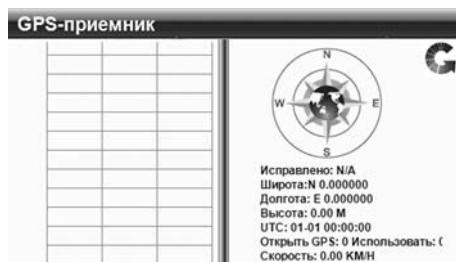 GPS-приемник
N
W E
S
Исправлено: N/A
Широта:N 0.000000
Долгота: E 0.000000
Высота: 0.00 M
UTC: 01-01 00:00:00
Открыть GPS: 0 Использовать: (
Скорость: 0.00 KM/H